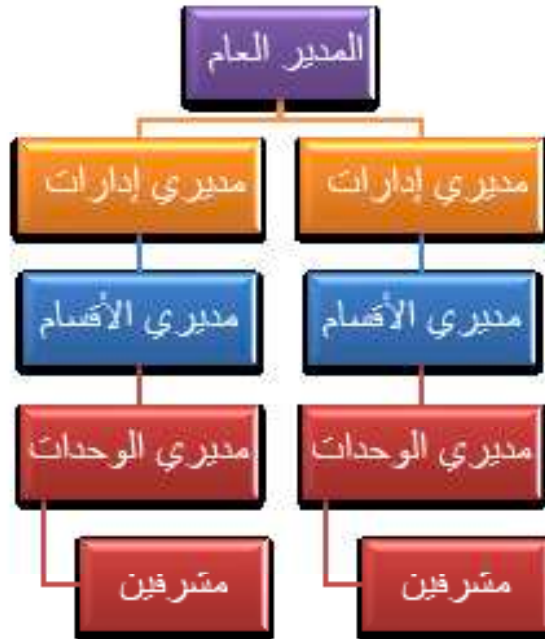 المدير العام
مديري إدارات
مديري إدارات
مديري الأقسام
مديري الأقسام
مديري الوحدات
مديري الوحدات
مشرفين
مشرفين